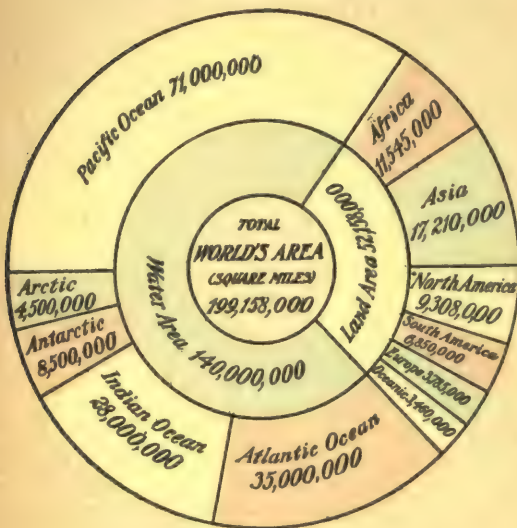 Pacific Ocean 71,000,000
Africa
11,545,000
Asia
17,210,000
North America
9,308,000
South America
6,850,000
Europe 3,785,000
Oceanic 3,460,000
Atlantic Ocean
35,000,000
Indian Ocean
28,000,000
Antarctic
8,500,000
Arctic
4,500,000
Water Area 140,000,000
Land Area 52,158,000
TOTAL
WORLD'S AREA
(SQUARE MILES)
199,158,000